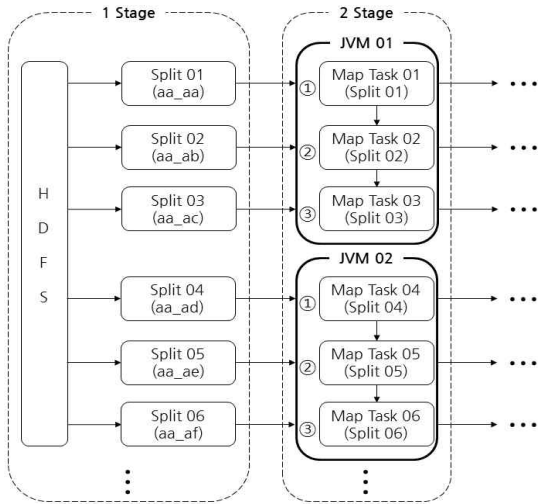 1 Stage
2 Stage
JVM 01
H
D
F
S
Split 01
(aa_aa)
①
Map Task 01
(Split 01)
Split 02
(aa_ab)
②
Map Task 02
(Split 02)
Split 03
(aa_ac)
③
Map Task 03
(Split 03)
JVM 02
Split 04
(aa_ad)
①
Map Task 04
(Split 04)
Split 05
(aa_ae)
②
Map Task 05
(Split 05)
Split 06
(aa_af)
③
Map Task 06
(Split 06)